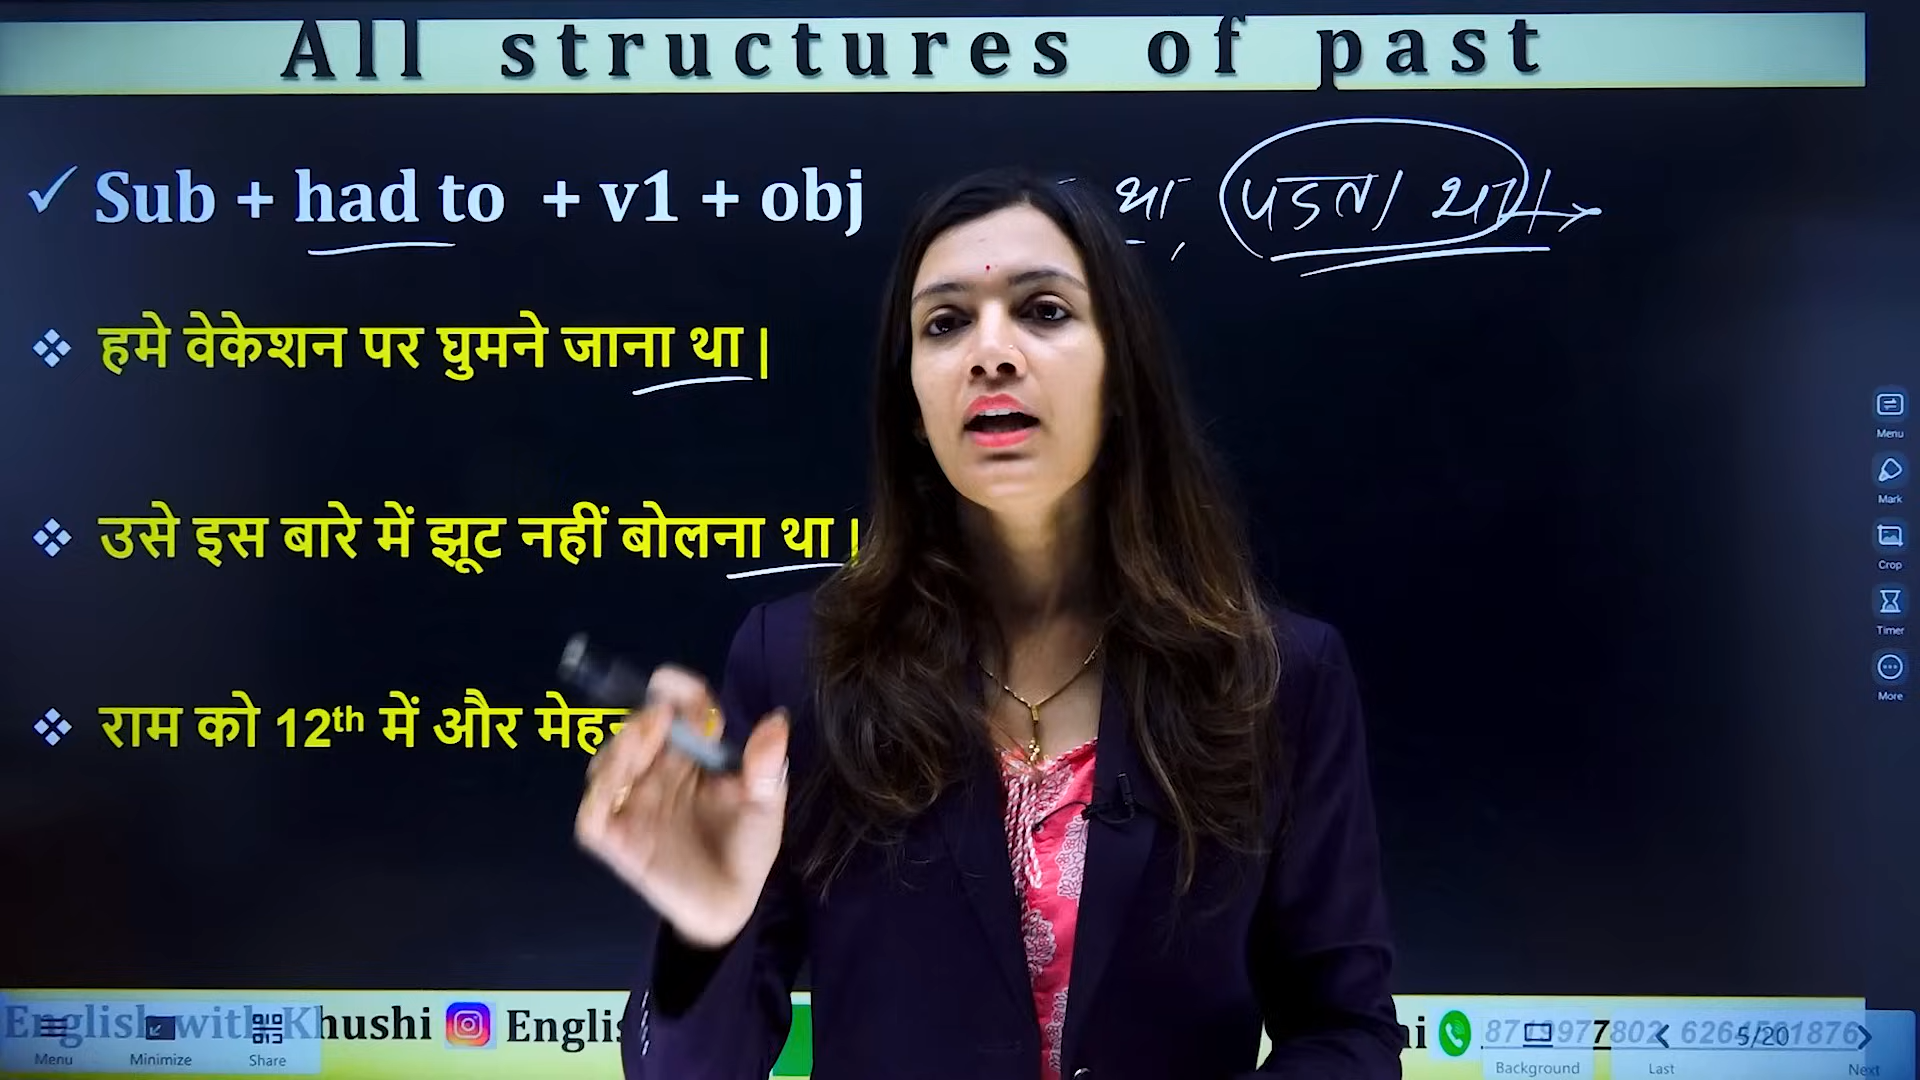 All structures of past
✓ Sub + had to + v1 + obj
था, पडता था
❖ हमे वेकेशन पर घुमने जाना था |
❖ उसे इस बारे में झूट नहीं बोलना था |
❖ राम को 12th में और
Menu
Mark
Crop
Timer
More
English with Khushi
Menu
Minimize
Share
Background
5/20
Last
Next